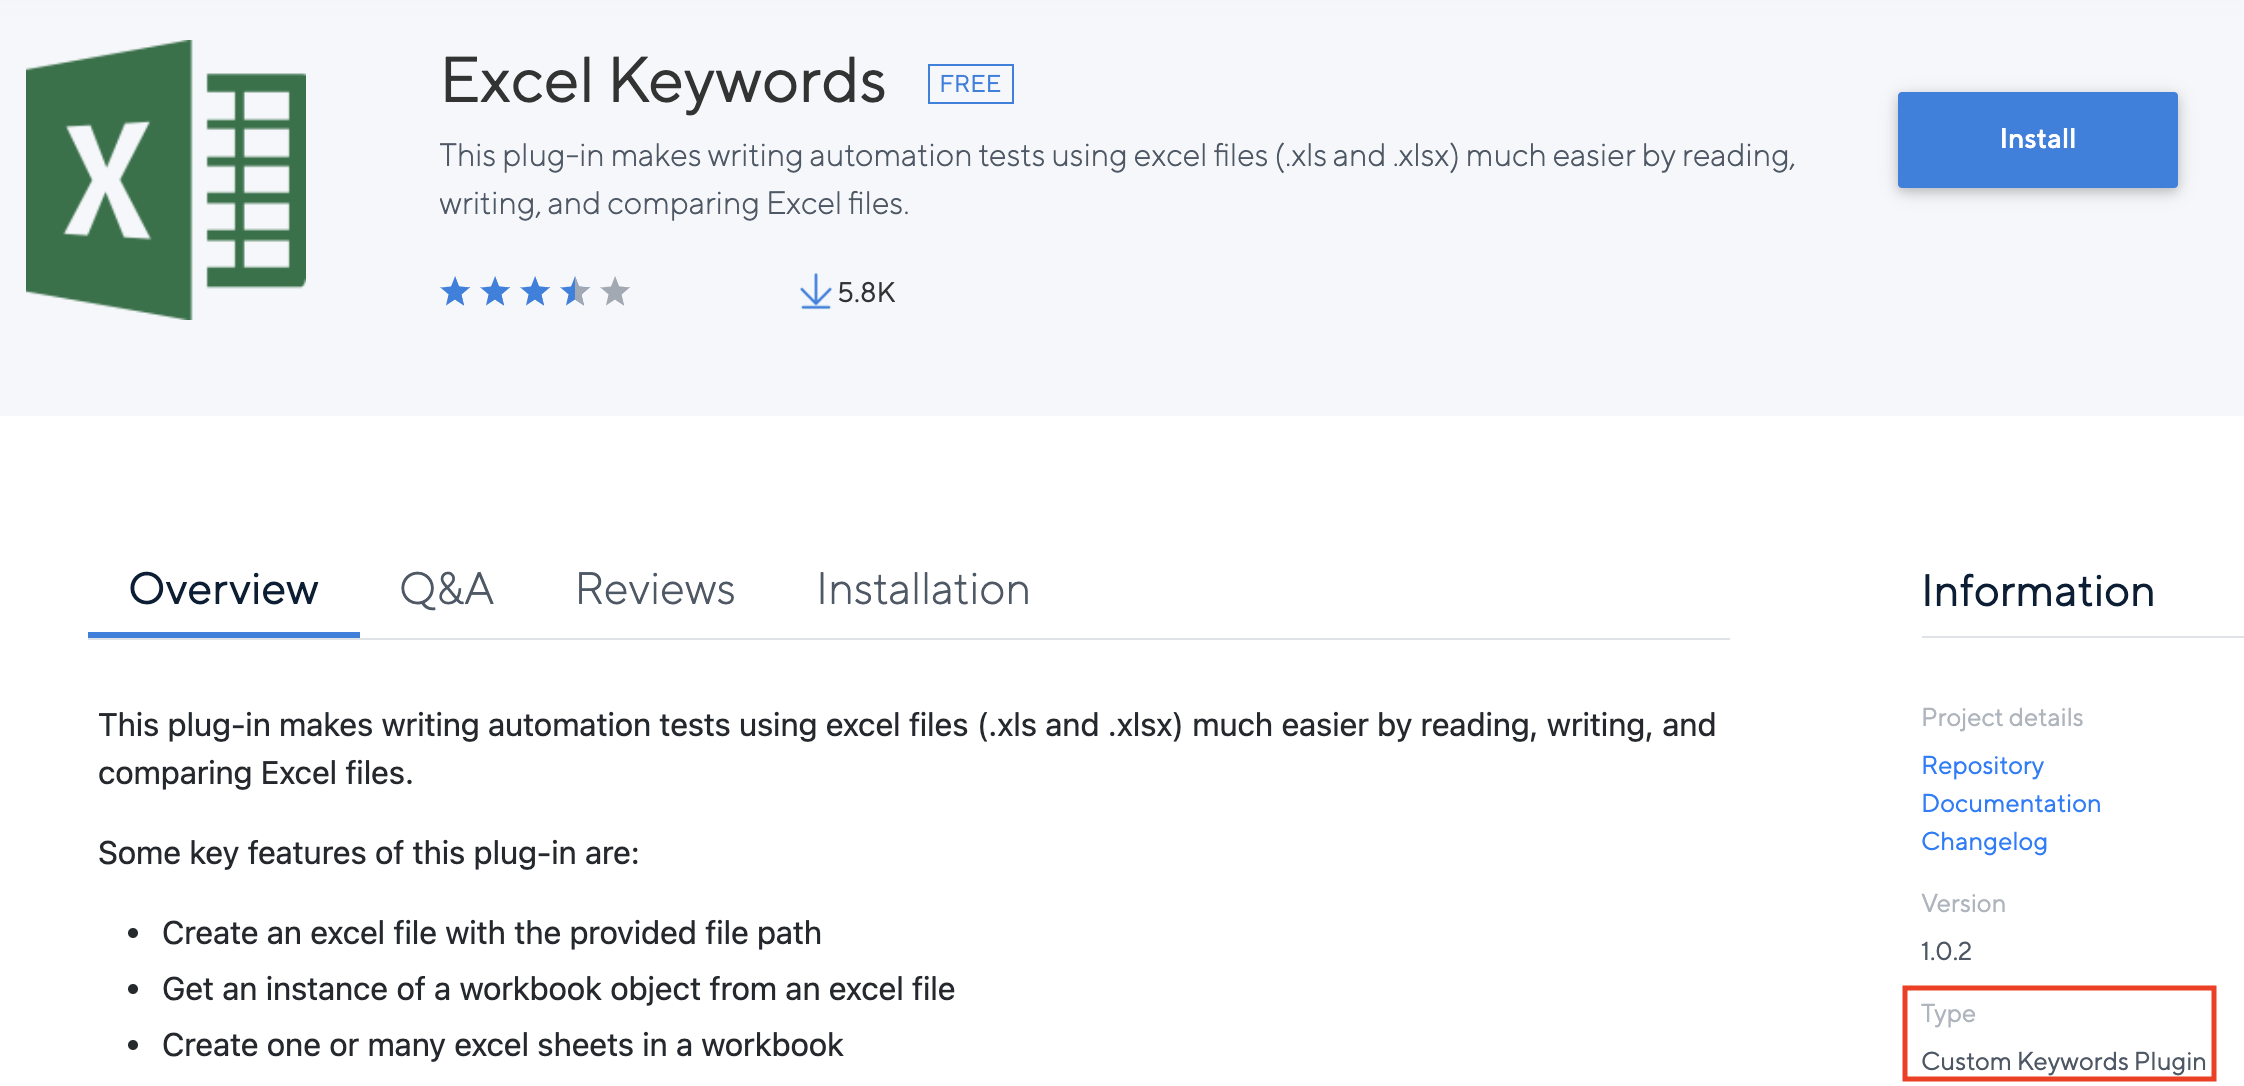 X
Excel Keywords FREE
This plug-in makes writing automation tests using excel files (.xls and .xlsx) much easier by reading,
writing, and comparing Excel files.
Install
5.8K
Overview Q&A Reviews Installation
This plug-in makes writing automation tests using excel files (.xls and .xlsx) much easier by reading, writing, and
comparing Excel files.
Some key features of this plug-in are:
• Create an excel file with the provided file path
• Get an instance of a workbook object from an excel file
• Create one or many excel sheets in a workbook
Information
Project details
Repository
Documentation
Changelog
Version
1.0.2
Type
Custom Keywords Plugin